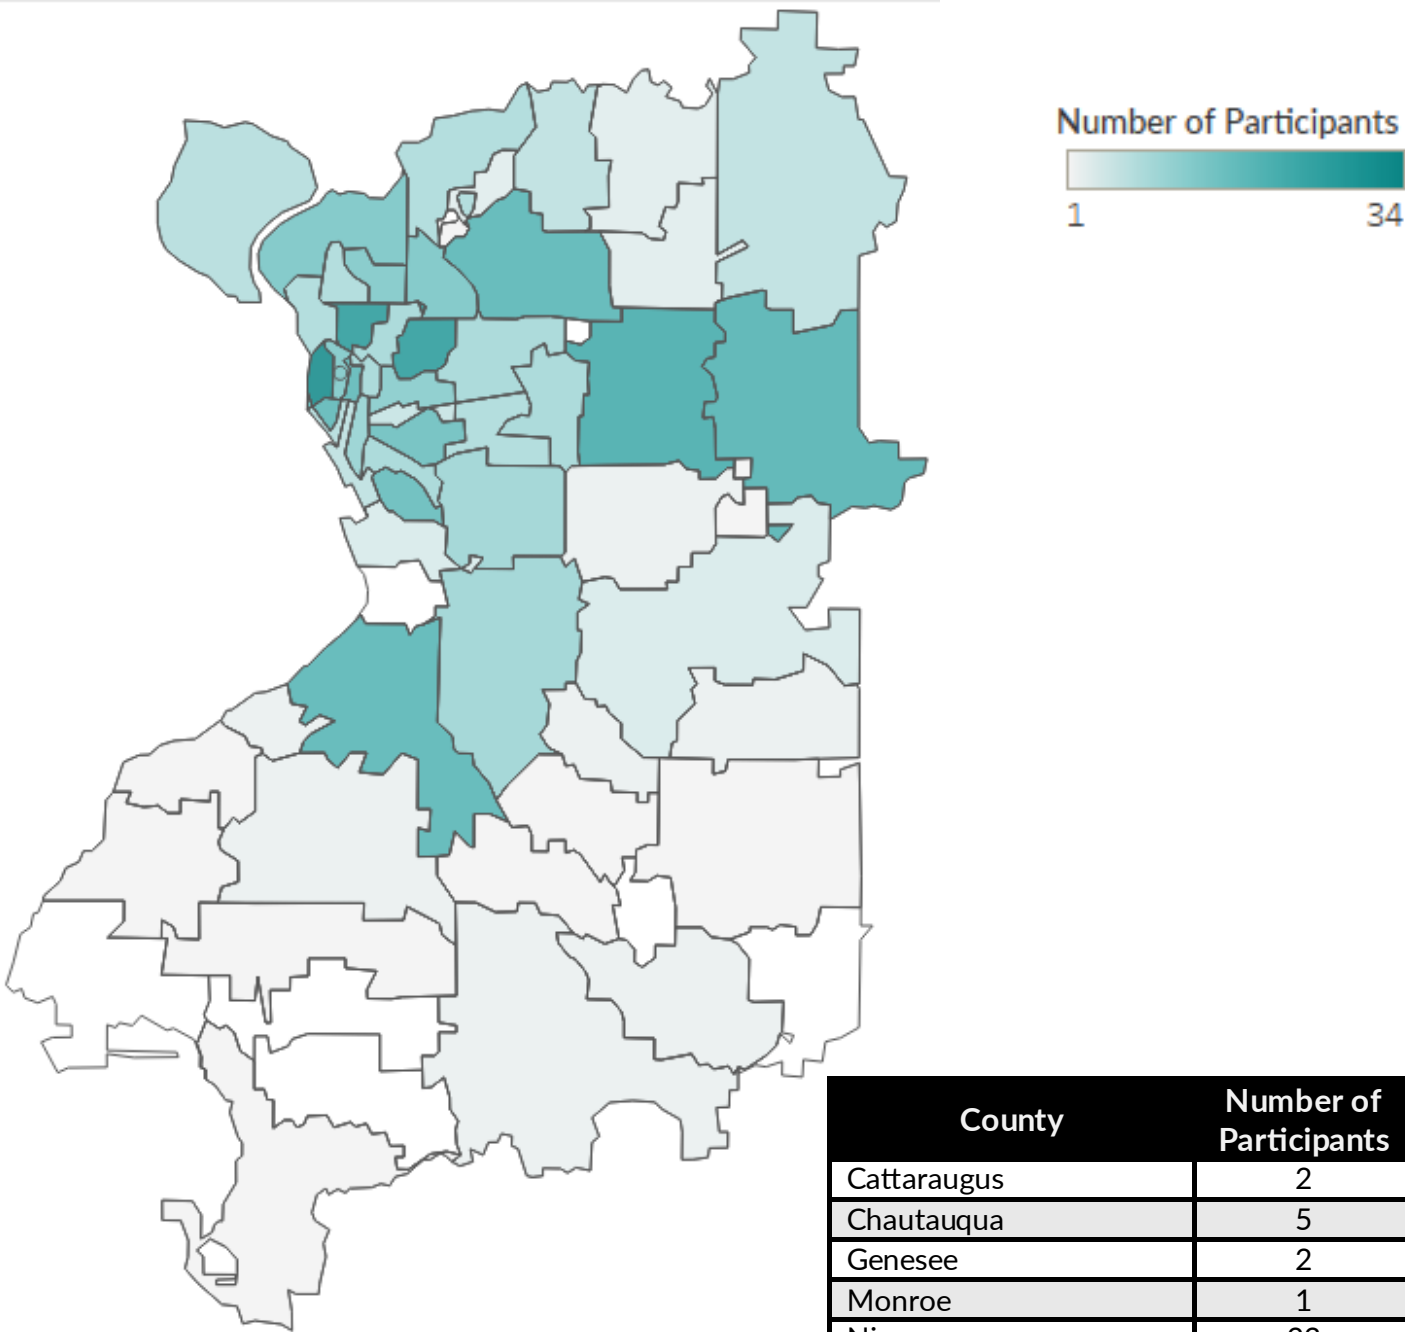 Number of Participants
1 34
County Number of Participants
Cattaraugus 2
Chautauqua 5
Genesee 2
Monroe 1